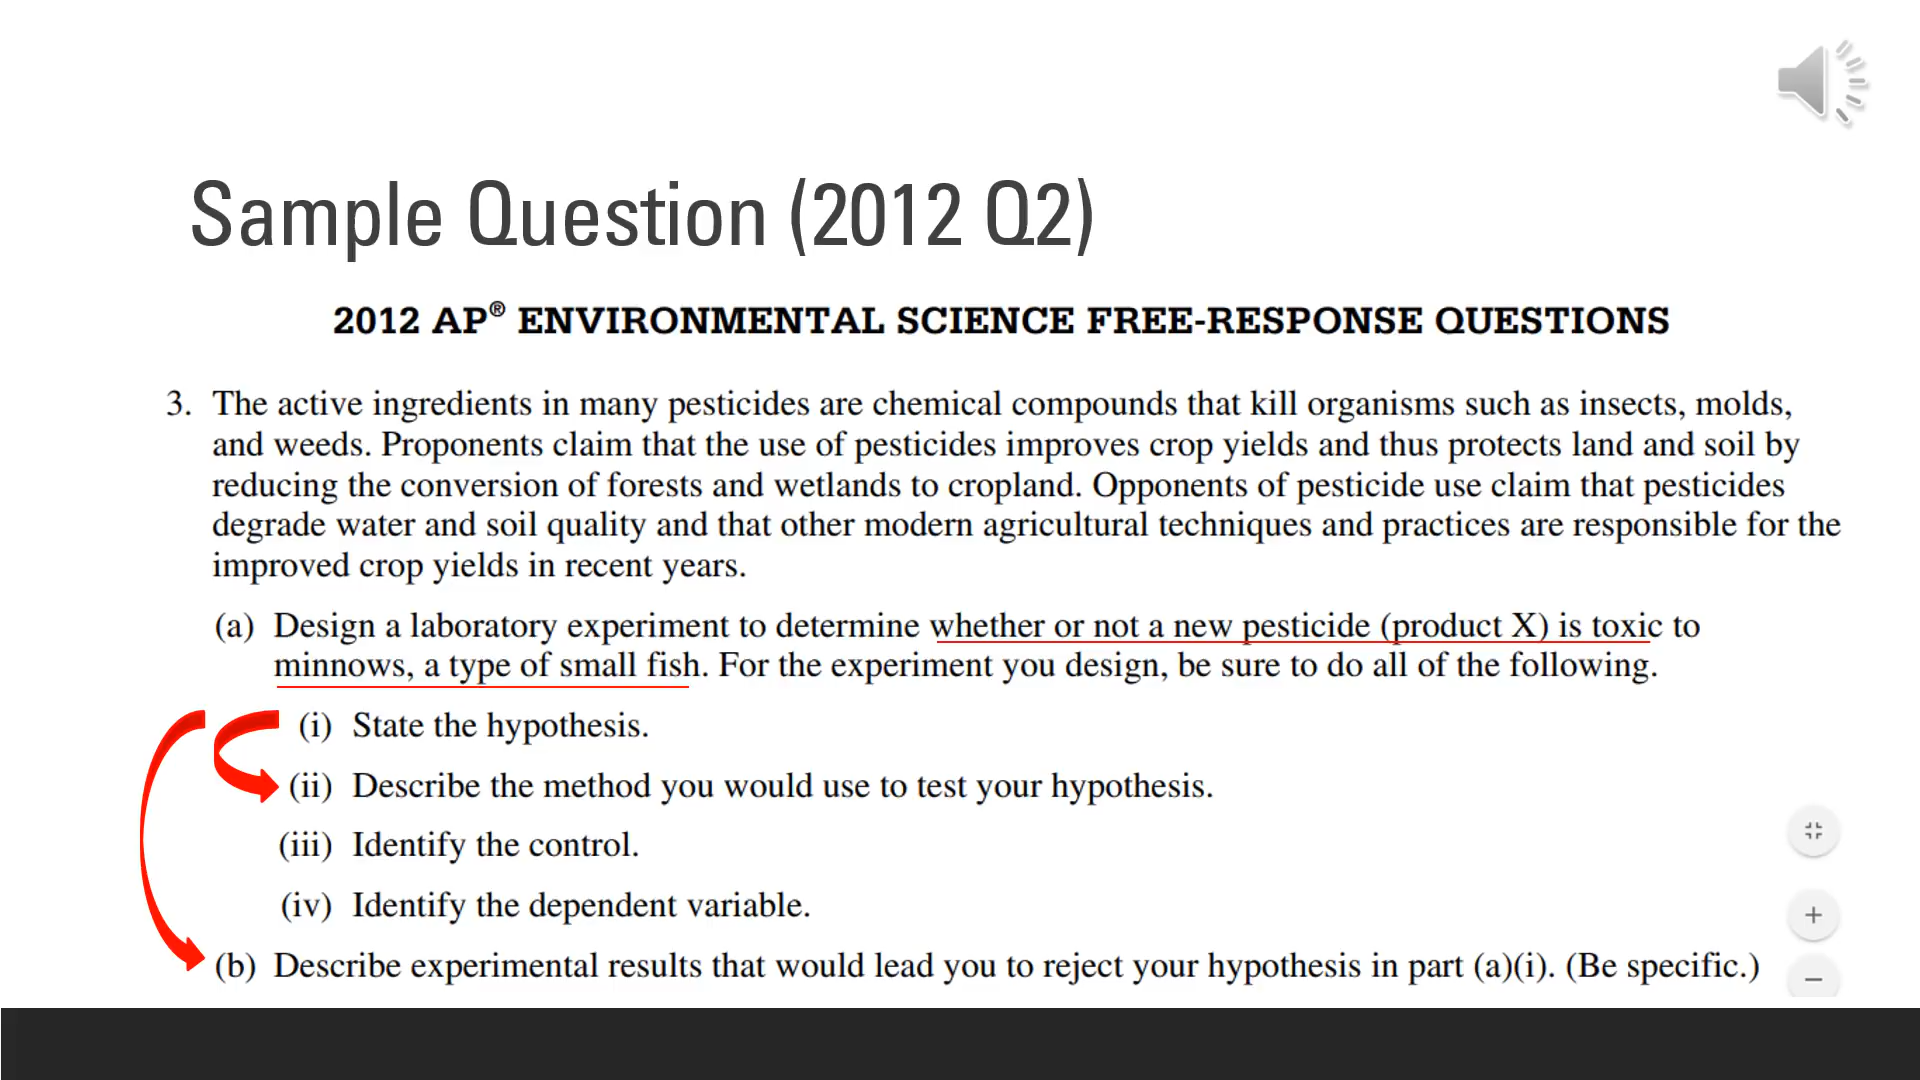 Sample Question (2012 Q2)
2012 AP® ENVIRONMENTAL SCIENCE FREE-RESPONSE QUESTIONS
3. The active ingredients in many pesticides are chemical compounds that kill organisms such as insects, molds,
and weeds. Proponents claim that the use of pesticides improves crop yields and thus protects land and soil by
reducing the conversion of forests and wetlands to cropland. Opponents of pesticide use claim that pesticides
degrade water and soil quality and that other modern agricultural techniques and practices are responsible for the
improved crop yields in recent years.
(a) Design a laboratory experiment to determine whether or not a new pesticide (product X) is toxic to
minnows, a type of small fish. For the experiment you design, be sure to do all of the following.
(i) State the hypothesis.
(ii) Describe the method you would use to test your hypothesis.
(iii) Identify the control.
(iv) Identify the dependent variable.
(b) Describe experimental results that would lead you to reject your hypothesis in part (a)(i). (Be specific.)